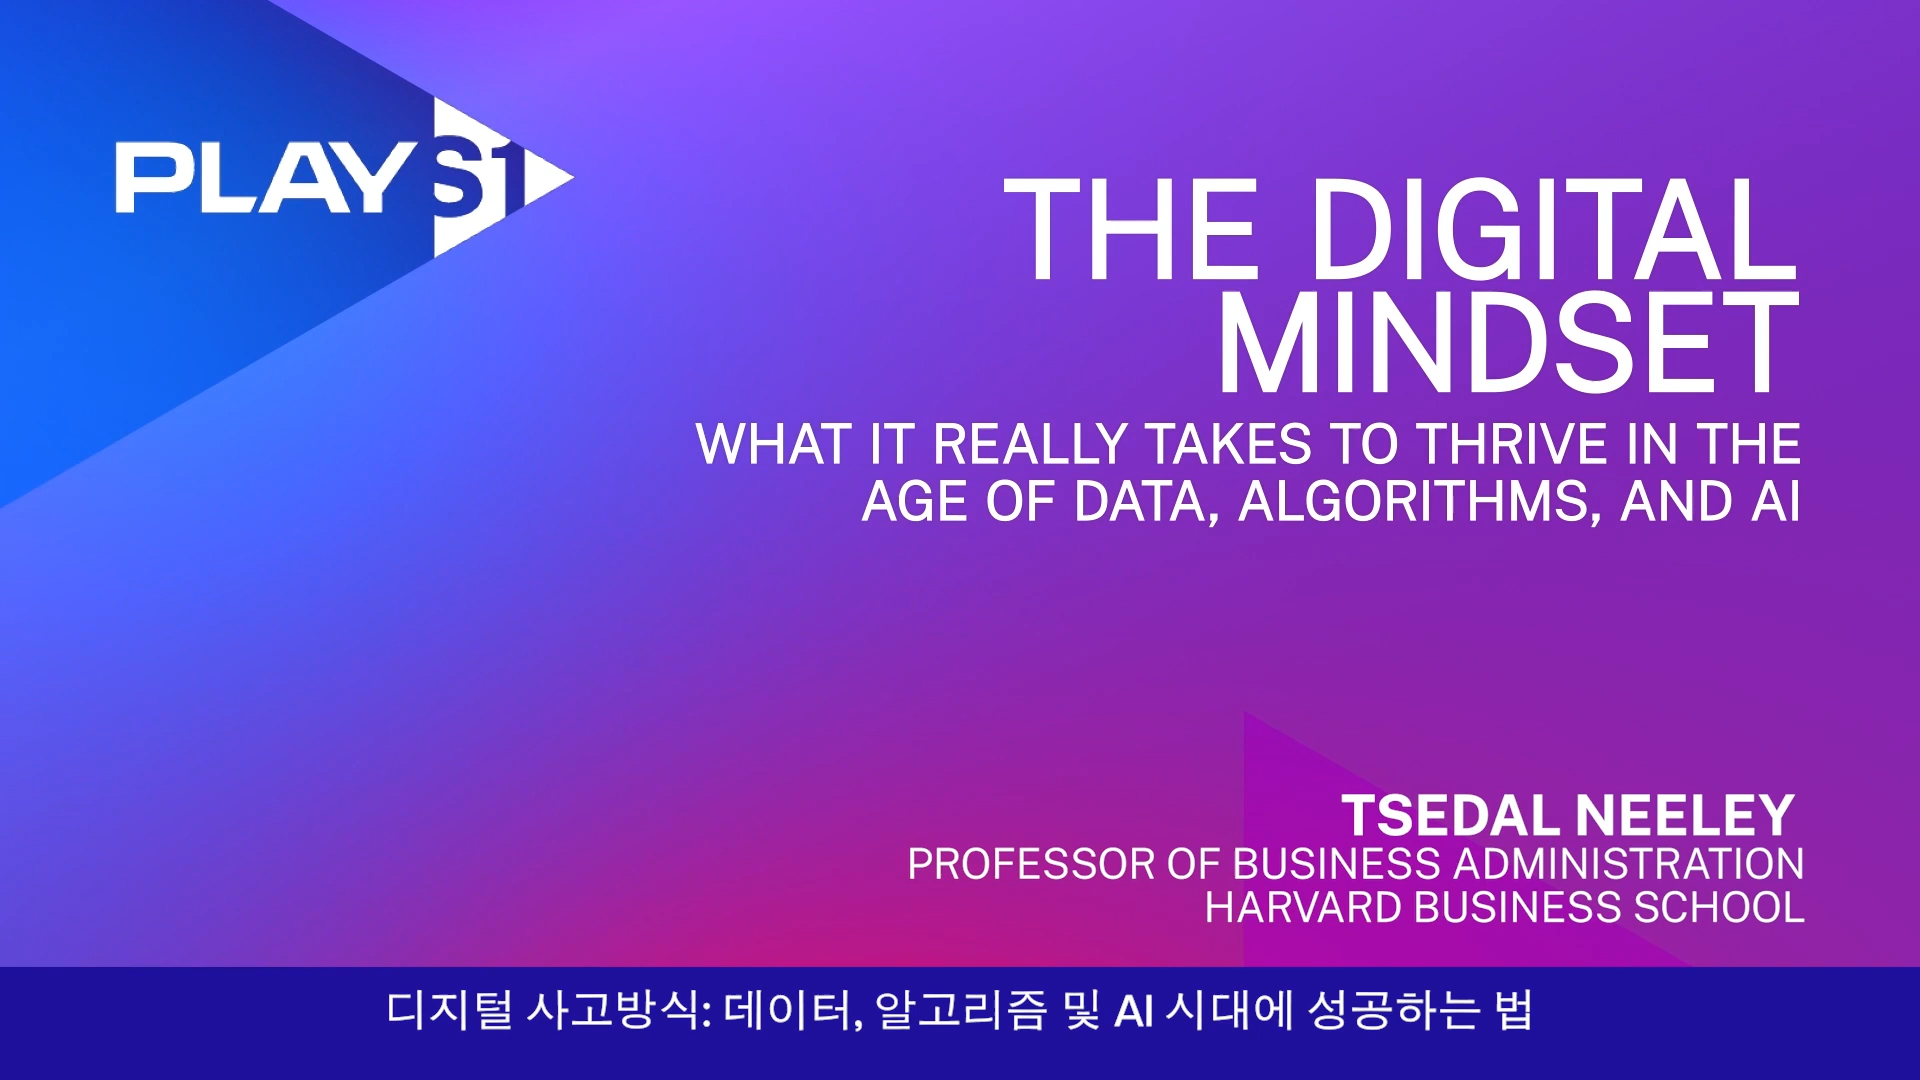 PLAY S1
THE DIGITAL
MINDSET
WHAT IT REALLY TAKES TO THRIVE IN THE
AGE OF DATA, ALGORITHMS, AND AI
TSEDAL NEELEY
PROFESSOR OF BUSINESS ADMINISTRATION
HARVARD BUSINESS SCHOOL
디지털 사고방식: 데이터, 알고리즘 및 AI 시대에 성공하는 법